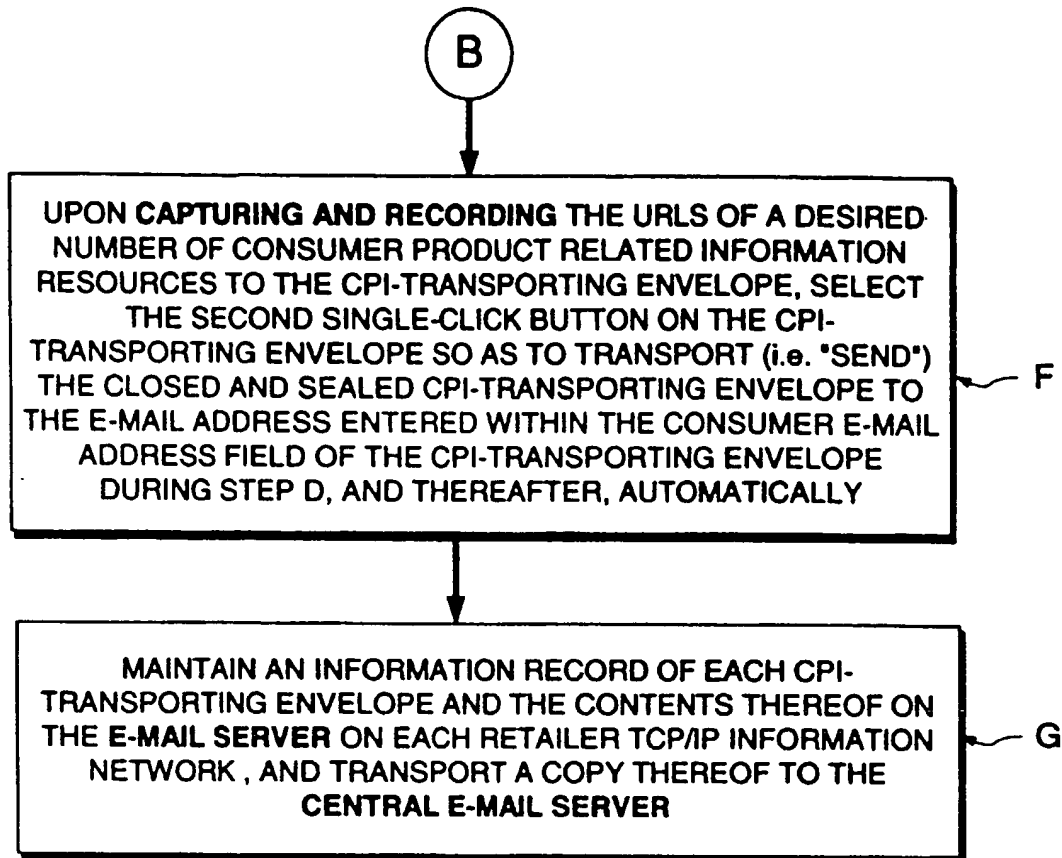 B
UPON CAPTURING AND RECORDING THE URLS OF A DESIRED
NUMBER OF CONSUMER PRODUCT RELATED INFORMATION
RESOURCES TO THE CPI-TRANSPORTING ENVELOPE, SELECT
THE SECOND SINGLE-CLICK BUTTON ON THE CPI-
TRANSPORTING ENVELOPE SO AS TO TRANSPORT (i.e. "SEND")
THE CLOSED AND SEALED CPI-TRANSPORTING ENVELOPE TO
THE E-MAIL ADDRESS ENTERED WITHIN THE CONSUMER E-MAIL
ADDRESS FIELD OF THE CPI-TRANSPORTING ENVELOPE
DURING STEP D, AND THEREAFTER, AUTOMATICALLY
F
MAINTAIN AN INFORMATION RECORD OF EACH CPI-
TRANSPORTING ENVELOPE AND THE CONTENTS THEREOF ON
THE E-MAIL SERVER ON EACH RETAILER TCP/IP INFORMATION
NETWORK , AND TRANSPORT A COPY THEREOF TO THE
CENTRAL E-MAIL SERVER
G